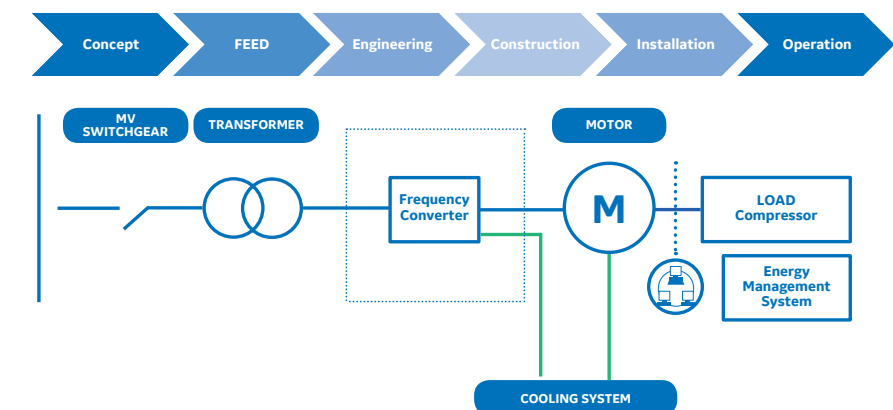 Concept
FEED
Engineering
Construction
Installation
Operation
MV
SWITCHGEAR
TRANSFORMER
MOTOR
Frequency
Converter
M
LOAD
Compressor
Energy
Management
System
COOLING SYSTEM